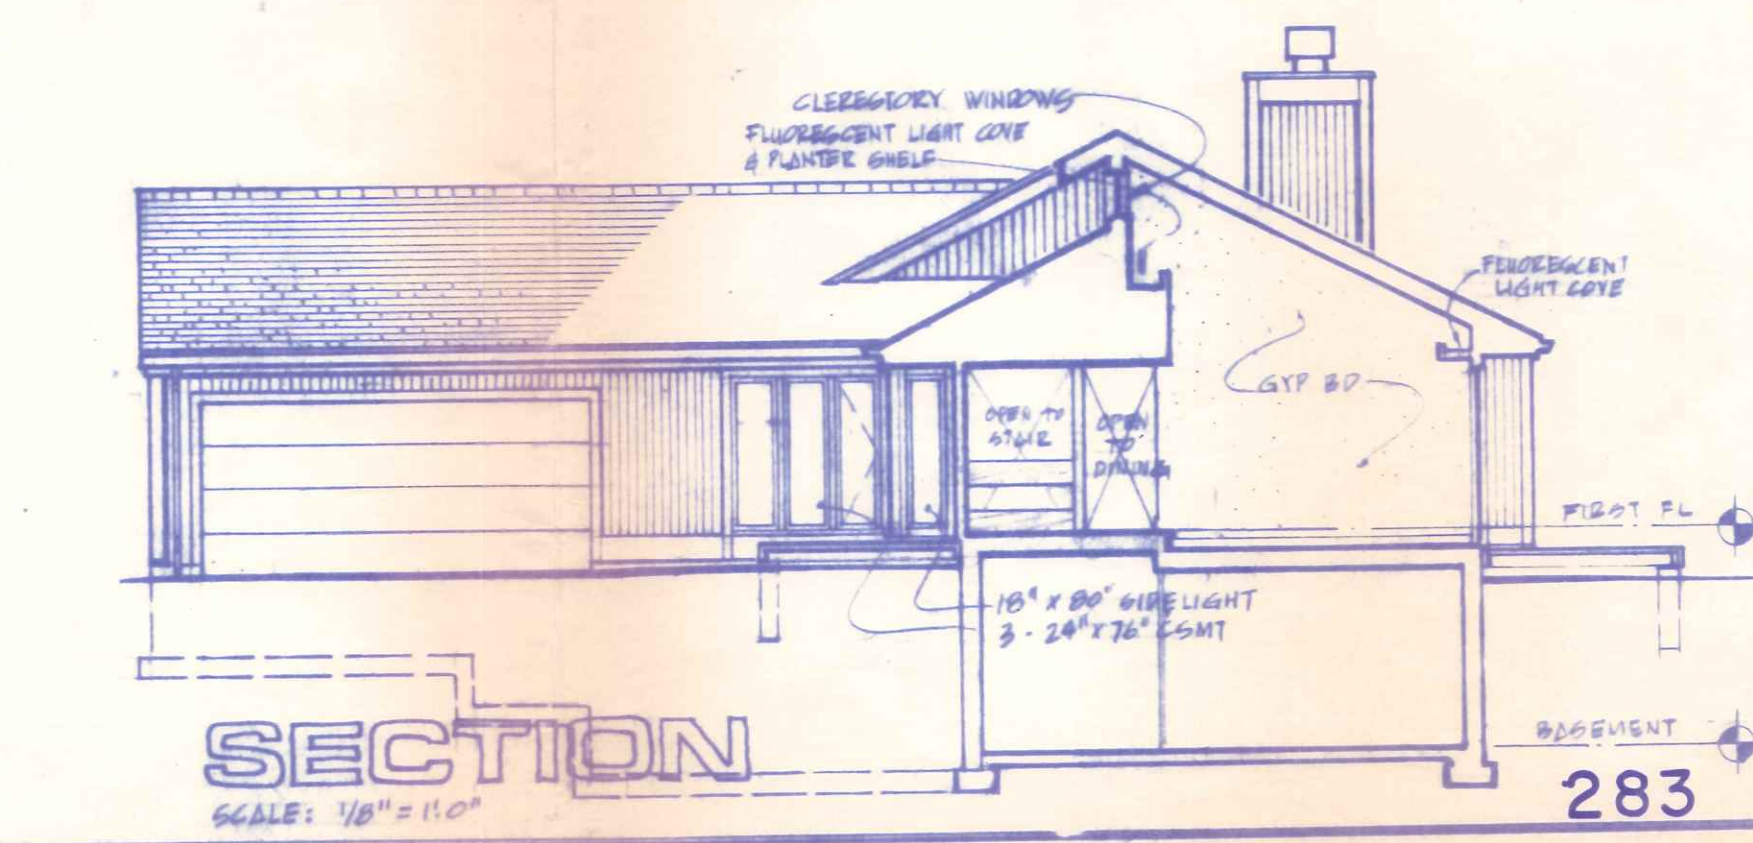 CLERESTORY WINDOWS
FLUORESCENT LIGHT COVE
& PLANTER SHELF
FLUORESCENT
LIGHT COVE
GYP BD
OPEN TO
STAIR
OPEN
TO
DINING
FIRST FL
18" x 80" SIDELIGHT
3 - 24" x 76" CSMT
BASEMENT
SECTION
SCALE: 1/8" = 1'.0"
283